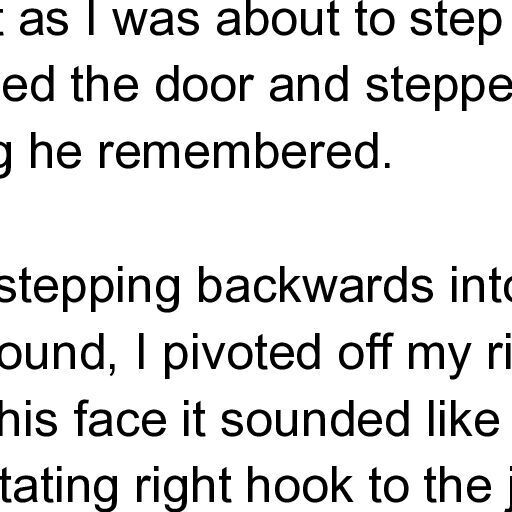 as I was about to step
ed the door and steppe
g he remembered.
stepping backwards into
ound, I pivoted off my ri
his face it sounded like
tating right hook to the j